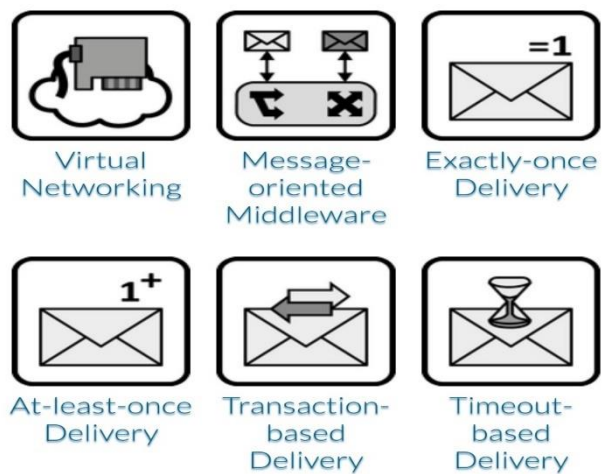 =1
Virtual
Networking
Message-
oriented
Middleware
Exactly-once
Delivery
1+
At-least-once
Delivery
Transaction-
based
Delivery
Timeout-
based
Delivery